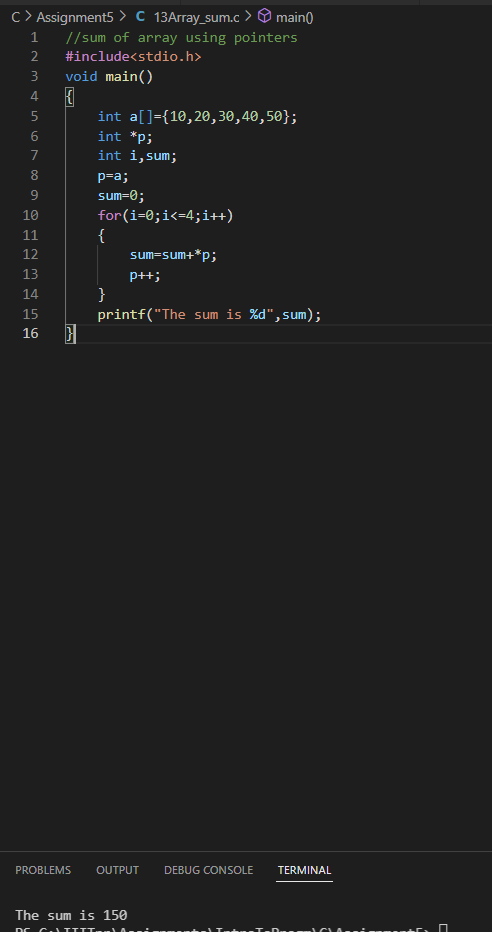 C > Assignment5 > C 13Array_sum.c > main()
1 //sum of array using pointers
2 #include<stdio.h>
3 void main()
4 {
5     int a[]={10,20,30,40,50};
6     int *p;
7     int i,sum;
8     p=a;
9     sum=0;
10     for(i=0;i<=4;i++)
11     {
12         sum=sum+*p;
13         p++;
14     }
15     printf("The sum is %d",sum);
16 }
PROBLEMS OUTPUT DEBUG CONSOLE TERMINAL
The sum is 150